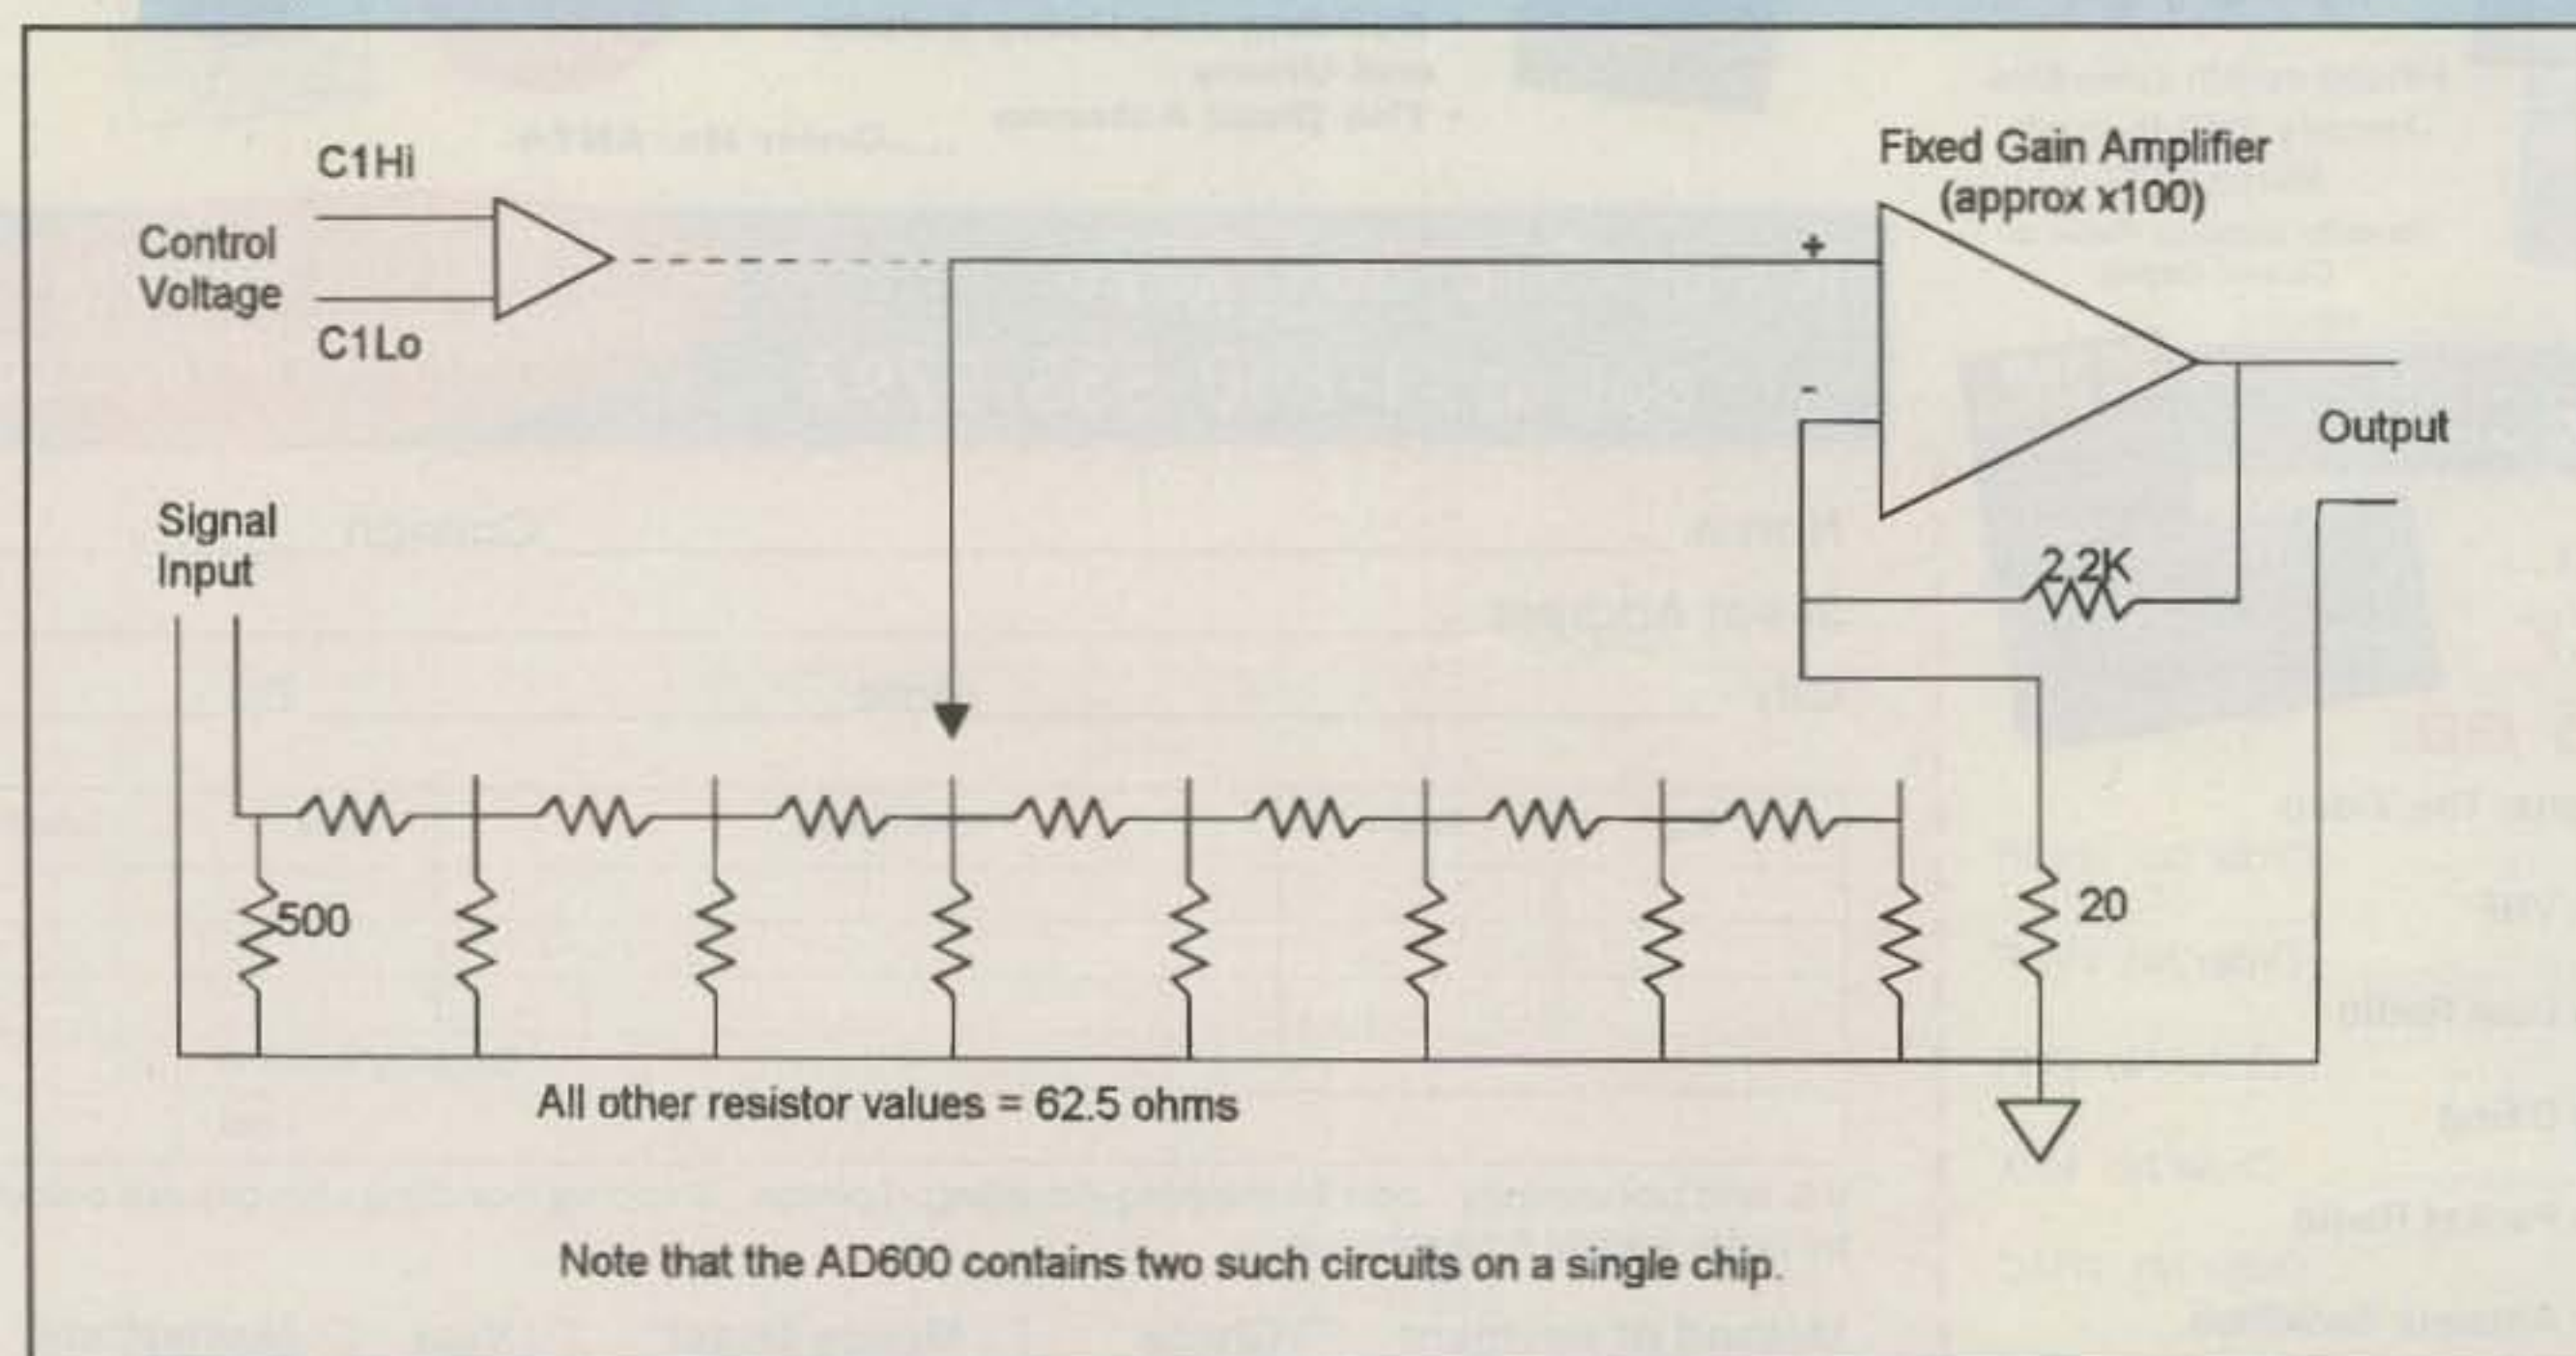 C1Hi
Control
Voltage
C1Lo
Fixed Gain Amplifier
(approx x100)
+
-
Output
2.2K
Signal
Input
500
20
All other resistor values = 62.5 ohms
Note that the AD600 contains two such circuits on a single chip.